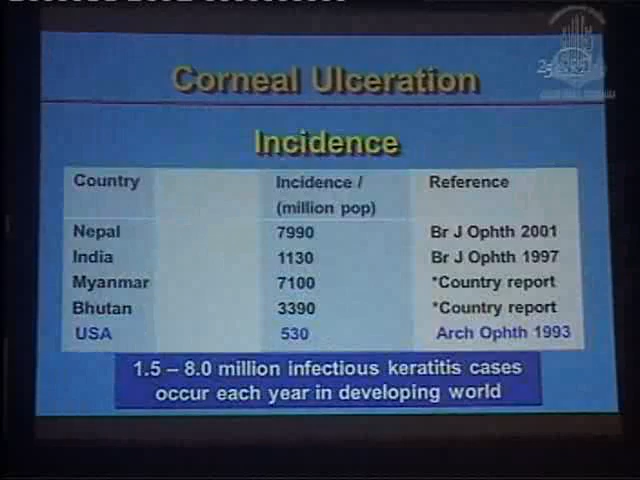 Corneal Ulceration
Incidence
Country Incidence / Reference
(million pop)
Nepal 7990 Br J Ophth 2001
India 1130 Br J Ophth 1997
Myanmar 7100 *Country report
Bhutan 3390 *Country report
USA 530 Arch Ophth 1993
1.5 – 8.0 million infectious keratitis cases
occur each year in developing world